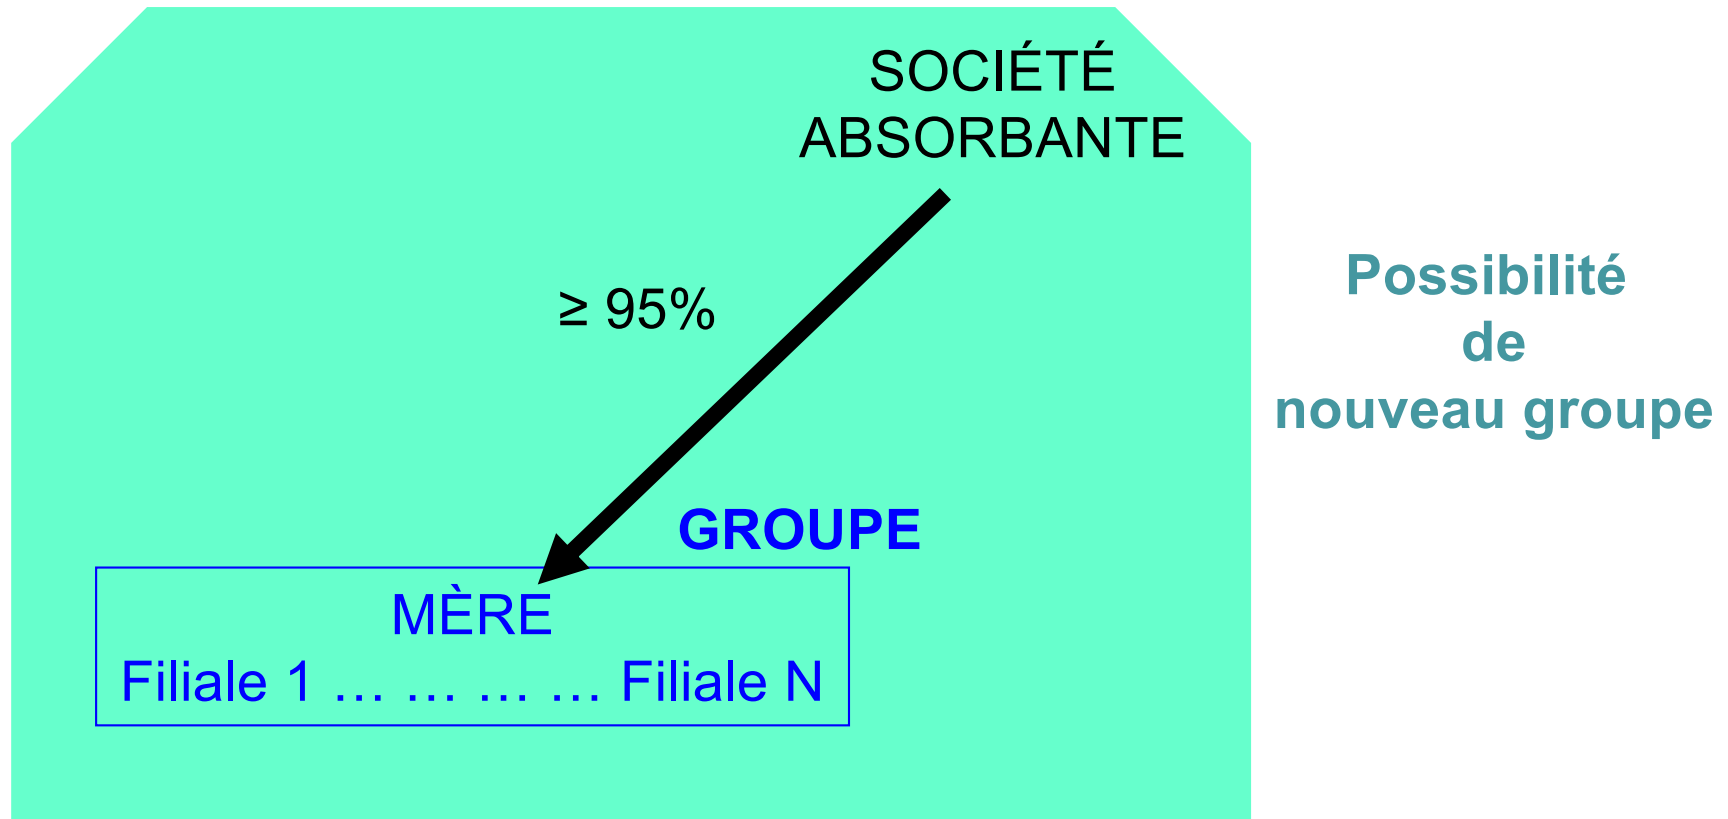 SOCIÉTÉ
ABSORBANTE
≥ 95%
Possibilité
de
nouveau groupe
GROUPE
MÈRE
Filiale 1 … … … … Filiale N